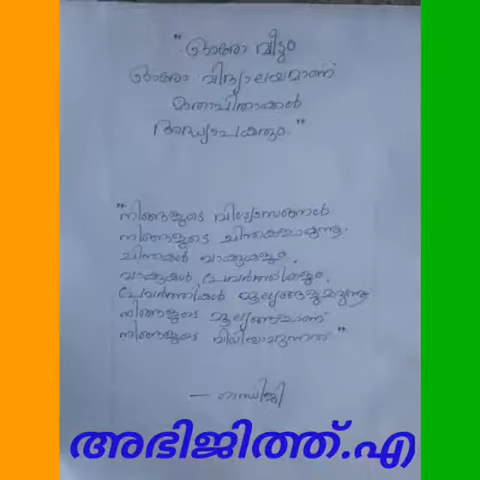 "ഓരോ വീടും
ഓരോ വിദ്യാലയമാണ്
മാതാപിതാക്കൾ
അദ്ധ്യാപകരും."
"നിങ്ങളുടെ വിശ്വാസങ്ങൾ
നിങ്ങളുടെ ചിന്തകളാകുന്നു.
ചിന്തകൾ വാക്കുകളും,
വാക്കുകൾ പ്രവർത്തികളും,
പ്രവർത്തികൾ മൂല്യങ്ങളുമാകുന്നു
നിങ്ങളുടെ മൂല്യങ്ങളാണ്
നിങ്ങളുടെ വിധിയാകുന്നത്"
— ഗാന്ധിജി
അഭിജിത്ത്.എ